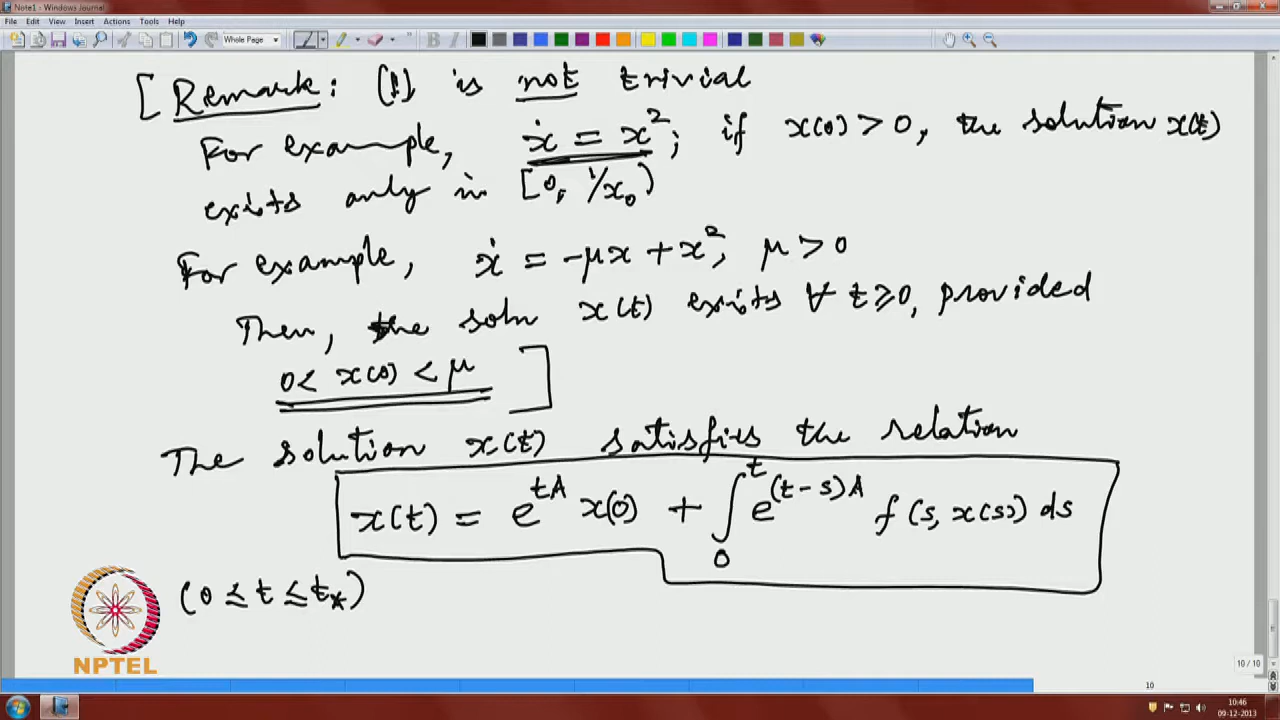 Note1 - Windows Journal
File Edit View Insert Actions Tools Help
Whole Page
[Remark: (!) is not trivial
For example, ẋ = x²; if x(0) > 0, the solution x(t)
exists only in [0, 1/x₀)
For example, ẋ = -μx + x², μ > 0
Then, the soln x(t) exists ∀ t ≥ 0, provided
0 < x(0) < μ ]
The solution x(t) satisfies the relation
x(t) = e^{tA} x(0) + ∫₀ᵗ e^{(t-s)A} f(s, x(s)) ds
(0 ≤ t ≤ t_*)
NPTEL
10 / 10
10
10:46
09-12-2013